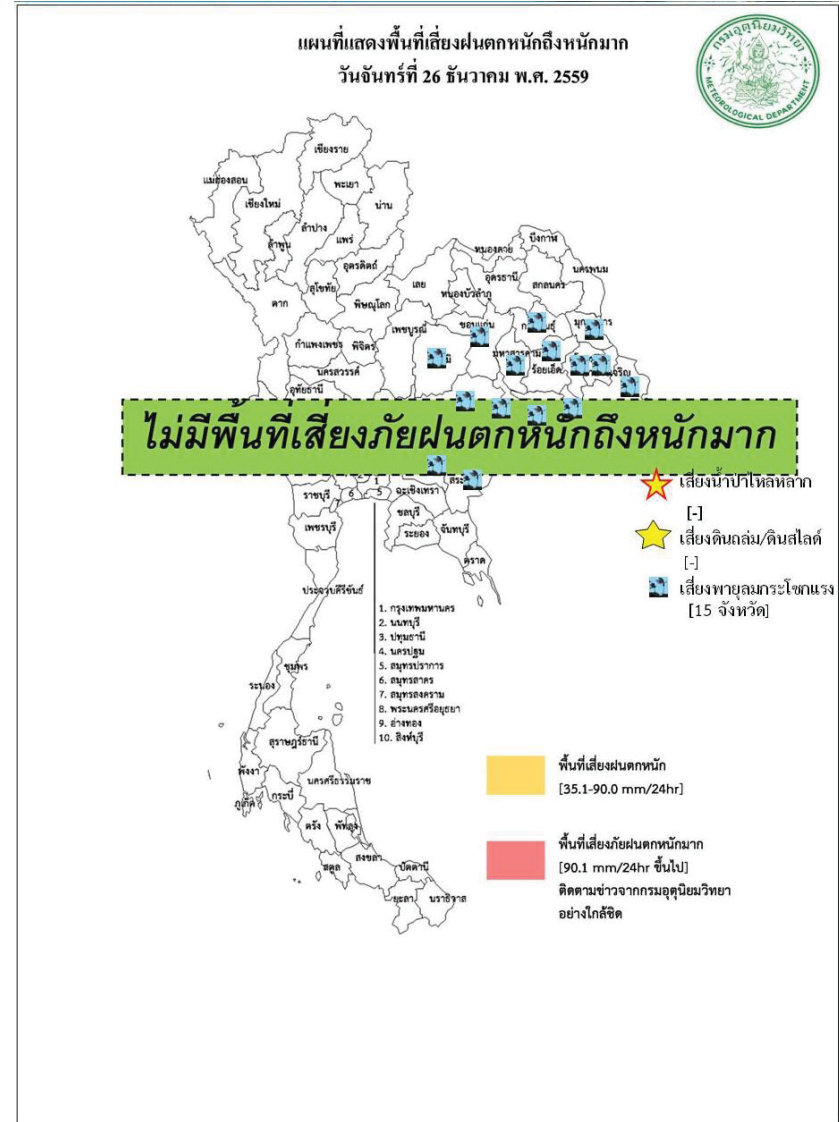 แผนที่แสดงพื้นที่เสี่ยงฝนตกหนักถึงหนักมาก
วันจันทร์ที่ 26 ธันวาคม พ.ศ. 2559
กรมอุตุนิยมวิทยา
METEOROLOGICAL DEPARTMENT
เชียงราย
แม่ฮ่องสอน
พะเยา
เชียงใหม่
น่าน
ลำปาง
ลำพูน
แพร่
บึงกาฬ
หนองคาย
อุตรดิตถ์
อุดรธานี
นครพนม
เลย
สกลนคร
สุโขทัย
หนองบัวลำภู
ตาก
พิษณุโลก
เพชรบูรณ์
ขอนแก่น
กำแพงเพชร
พิจิตร
มหาสารคาม
ร้อยเอ็ด
นครสวรรค์
อุทัยธานี
ไม่มีพื้นที่เสี่ยงภัยฝนตกหนักถึงหนักมาก
1
6 5
ราชบุรี
ฉะเชิงเทรา
ชลบุรี
เพชรบุรี
ระยอง
จันทบุรี
ตราด
ประจวบคีรีขันธ์
เสี่ยงน้ำป่าไหลหลาก
[-]
เสี่ยงดินถล่ม/ดินสไลด์
[-]
เสี่ยงพายุลมกระโชกแรง
[15 จังหวัด]
1. กรุงเทพมหานคร
2. นนทบุรี
3. ปทุมธานี
4. นครปฐม
5. สมุทรปราการ
6. สมุทรสาคร
7. สมุทรสงคราม
8. พระนครศรีอยุธยา
9. อ่างทอง
10. สิงห์บุรี
ชุมพร
ระนอง
สุราษฎร์ธานี
พังงา
นครศรีธรรมราช
กระบี่
ภูเก็ต
ตรัง
พัทลุง
สงขลา
สตูล
ปัตตานี
ยะลา
นราธิวาส
พื้นที่เสี่ยงฝนตกหนัก
[35.1-90.0 mm/24hr]
พื้นที่เสี่ยงภัยฝนตกหนักมาก
[90.1 mm/24hr ขึ้นไป]
ติดตามข่าวจากกรมอุตุนิยมวิทยา
อย่างใกล้ชิด